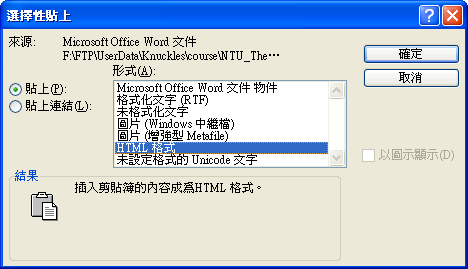 選擇性貼上
來源: Microsoft Office Word 文件
F:\FTP\UserData\Knuckles\course\NTU_The…
形式(A):
貼上(P):
貼上連結(L):
Microsoft Office Word 文件 物件
格式化文字 (RTF)
未格式化文字
圖片 (Windows 中繼檔)
圖片 (增強型 Metafile)
HTML 格式
未設定格式的 Unicode 文字
確定
取消
以圖示顯示(D)
結果
插入剪貼簿的內容成為HTML 格式。